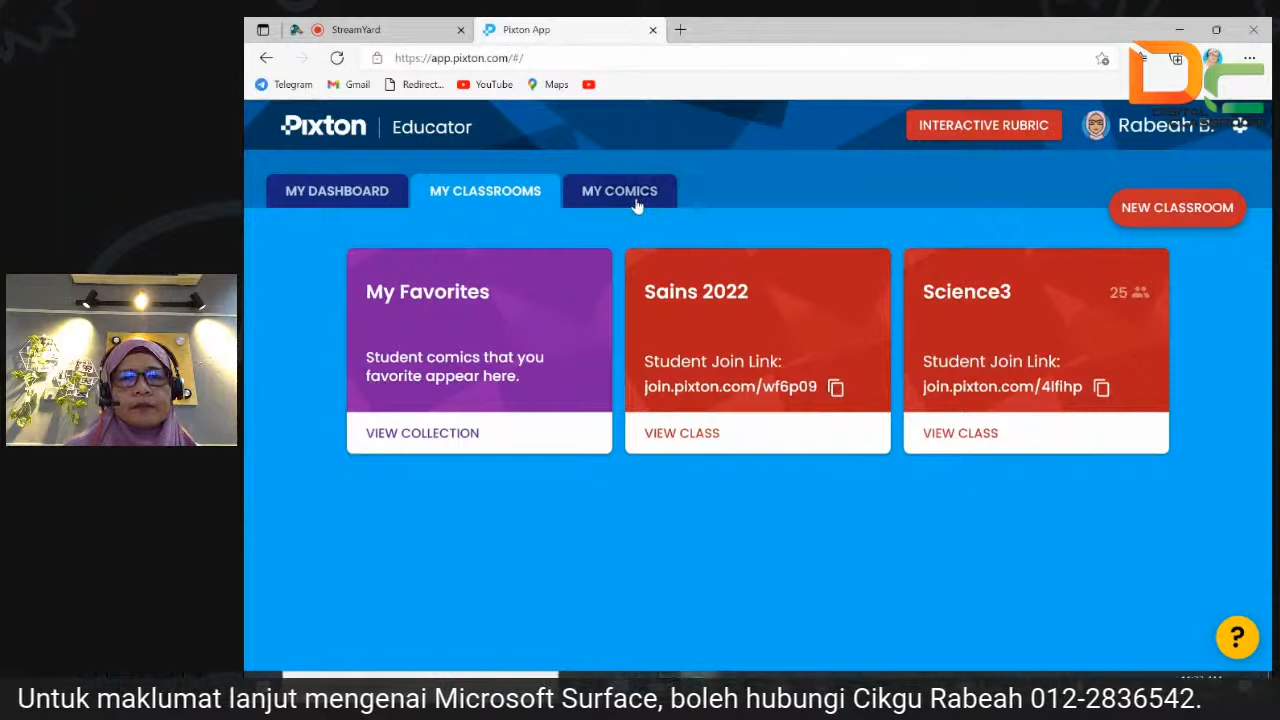 StreamYard
Pixton App
https://app.pixton.com/#/
Telegram
Gmail
Redirect...
YouTube
Maps
Pixton
Educator
INTERACTIVE RUBRIC
Rabeah B.
MY DASHBOARD
MY CLASSROOMS
MY COMICS
NEW CLASSROOM
My Favorites
Student comics that you
favorite appear here.
VIEW COLLECTION
Sains 2022
Student Join Link:
join.pixton.com/wf6p09
VIEW CLASS
Science3
25
Student Join Link:
join.pixton.com/4lfihp
VIEW CLASS
?
Untuk maklumat lanjut mengenai Microsoft Surface, boleh hubungi Cikgu Rabeah 012-2836542.